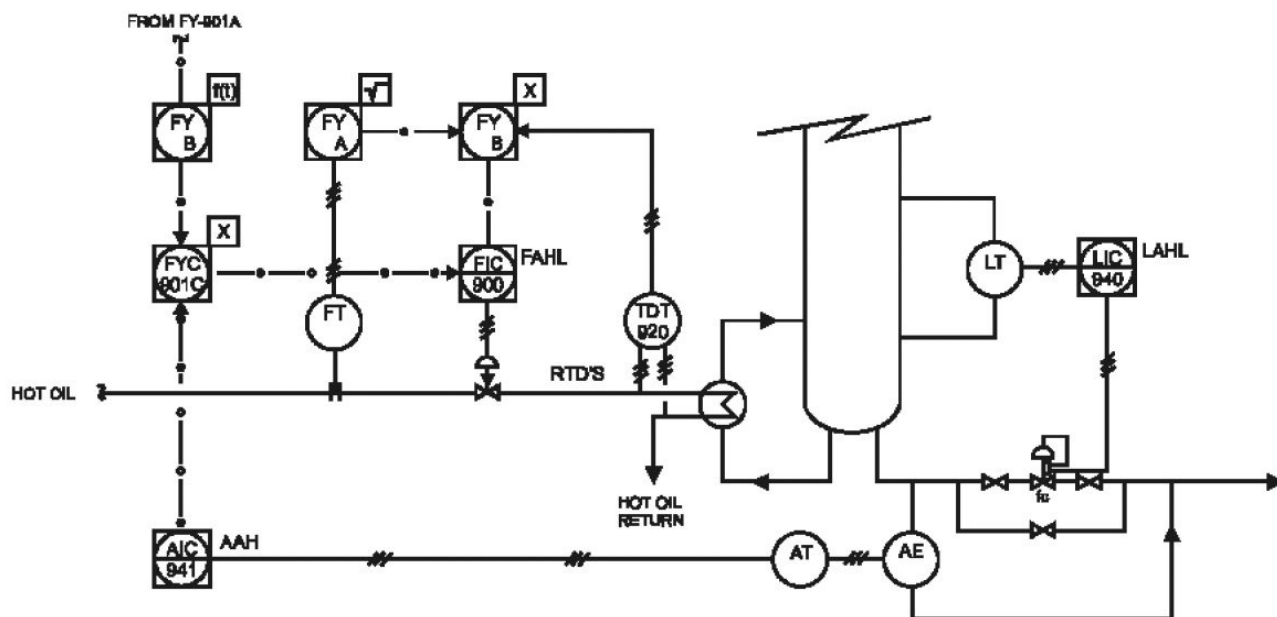 FROM FY-901A
f(t)
FY
B
√
FY
A
X
FY
B
X
FYC
901C
FIC
900
FAHL
LT
LIC
940
LAHL
FT
TDT
920
RTD'S
HOT OIL
HOT OIL
RETURN
fc
AIC
941
AAH
AT
AE